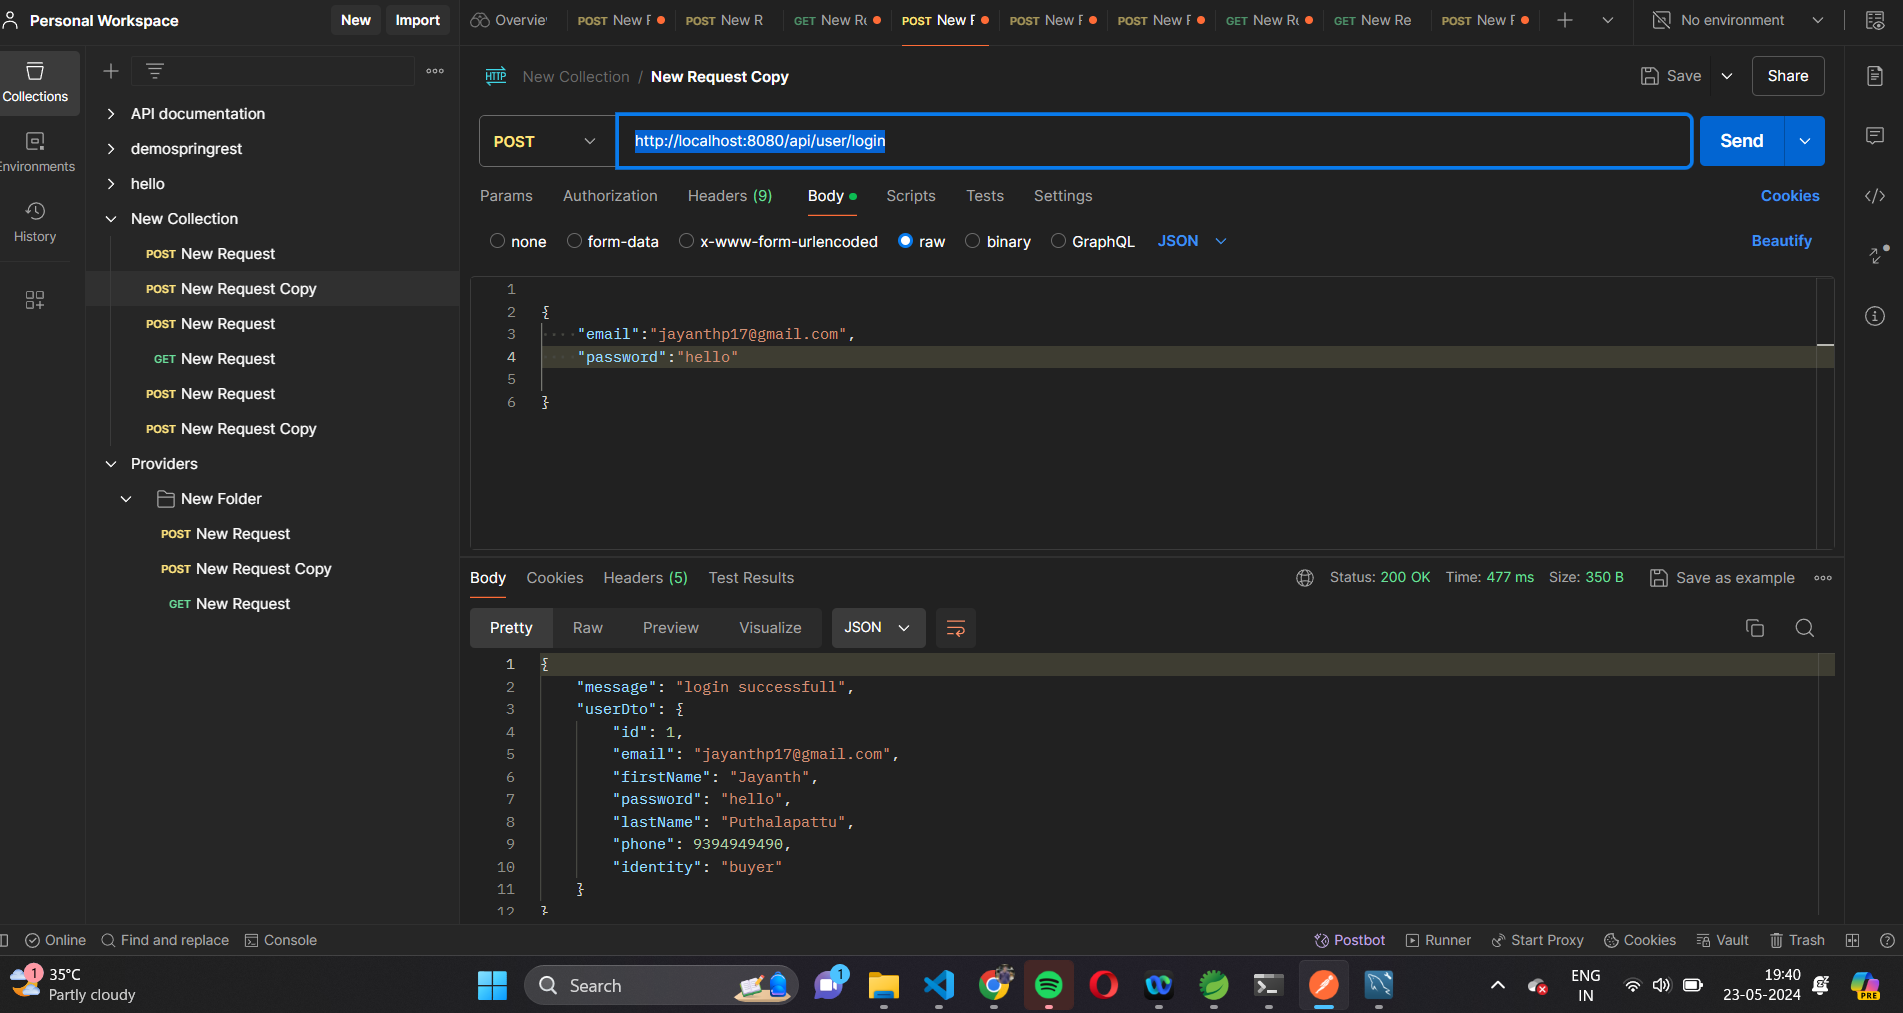 Personal Workspace
New
Import
Overvie
POST New F
POST New R
GET New Re
POST New F
POST New F
POST New F
GET New Re
GET New Re
POST New F
No environment
Collections
Environments
History
API documentation
demospringrest
hello
New Collection
POST New Request
POST New Request Copy
POST New Request
GET New Request
POST New Request
POST New Request Copy
Providers
New Folder
POST New Request
POST New Request Copy
GET New Request
HTTP New Collection / New Request Copy
Save
Share
POST
http://localhost:8080/api/user/login
Send
Params Authorization Headers (9) Body Scripts Tests Settings
Cookies
none form-data x-www-form-urlencoded raw binary GraphQL JSON
Beautify
1
2 {
3 "email":"jayanthp17@gmail.com",
4 "password":"hello"
5
6 }
Body Cookies Headers (5) Test Results
Status: 200 OK Time: 477 ms Size: 350 B
Save as example
Pretty Raw Preview Visualize JSON
1 {
2 "message": "login successfull",
3 "userDto": {
4 "id": 1,
5 "email": "jayanthp17@gmail.com",
6 "firstName": "Jayanth",
7 "password": "hello",
8 "lastName": "Puthalapattu",
9 "phone": 9394949490,
10 "identity": "buyer"
11 }
12 }
Online Find and replace Console
Postbot Runner Start Proxy Cookies Vault Trash
1
35°C
Partly cloudy
Search
1
ENG
IN
19:40
23-05-2024
PRE